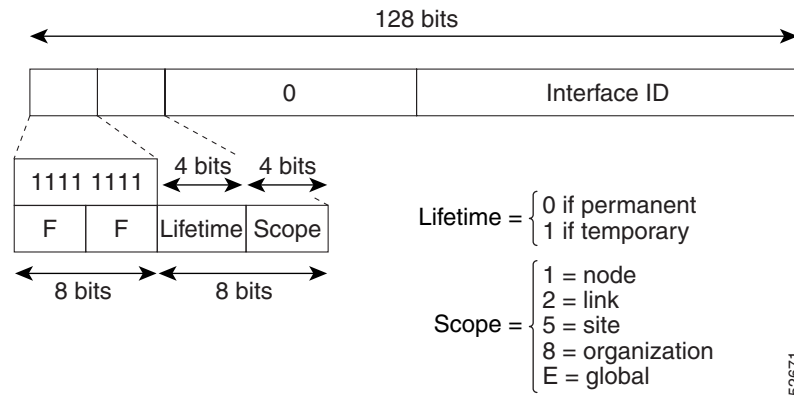 128 bits
0 Interface ID
4 bits 4 bits
1111 1111
F F Lifetime Scope
8 bits 8 bits
Lifetime = { 0 if permanent
1 if temporary
Scope = { 1 = node
2 = link
5 = site
8 = organization
E = global
52671